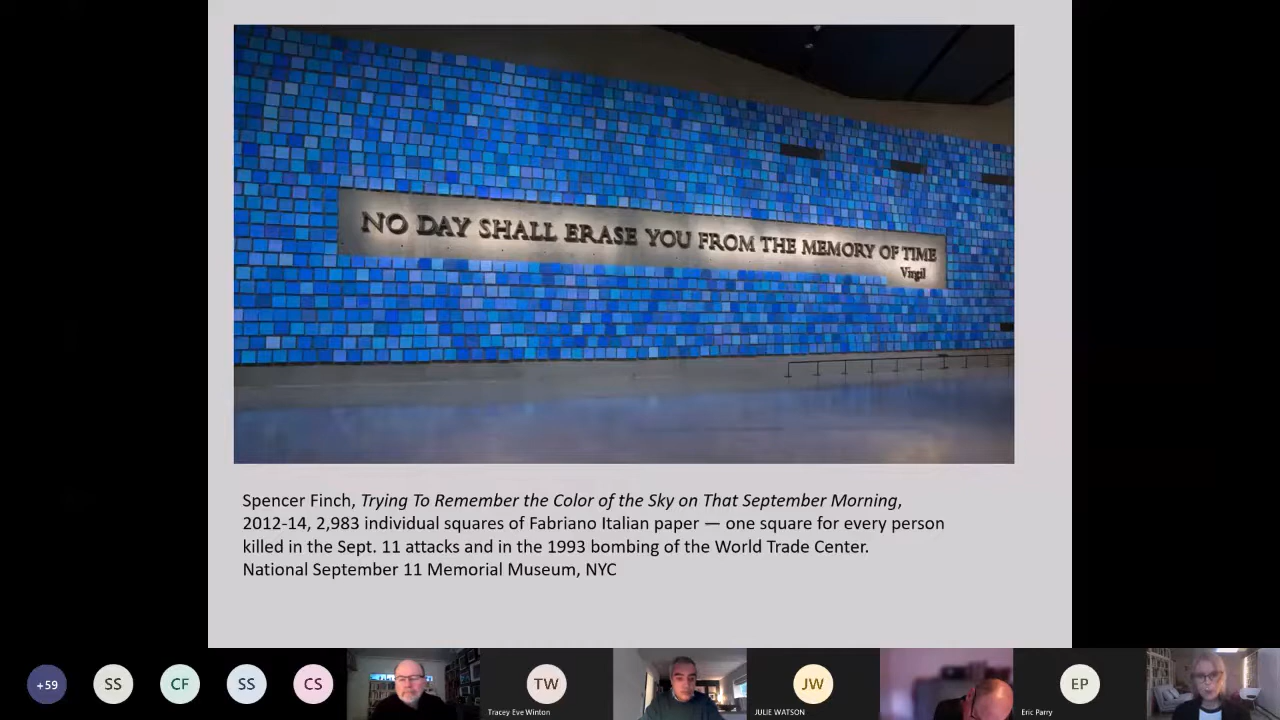 NO DAY SHALL ERASE YOU FROM THE MEMORY OF TIME
Virgil
Spencer Finch, Trying To Remember the Color of the Sky on That September Morning,
2012-14, 2,983 individual squares of Fabriano Italian paper — one square for every person
killed in the Sept. 11 attacks and in the 1993 bombing of the World Trade Center.
National September 11 Memorial Museum, NYC
+59
SS
CF
SS
CS
TW
Tracey Eve Winton
JW
JULIE WATSON
EP
Eric Parry